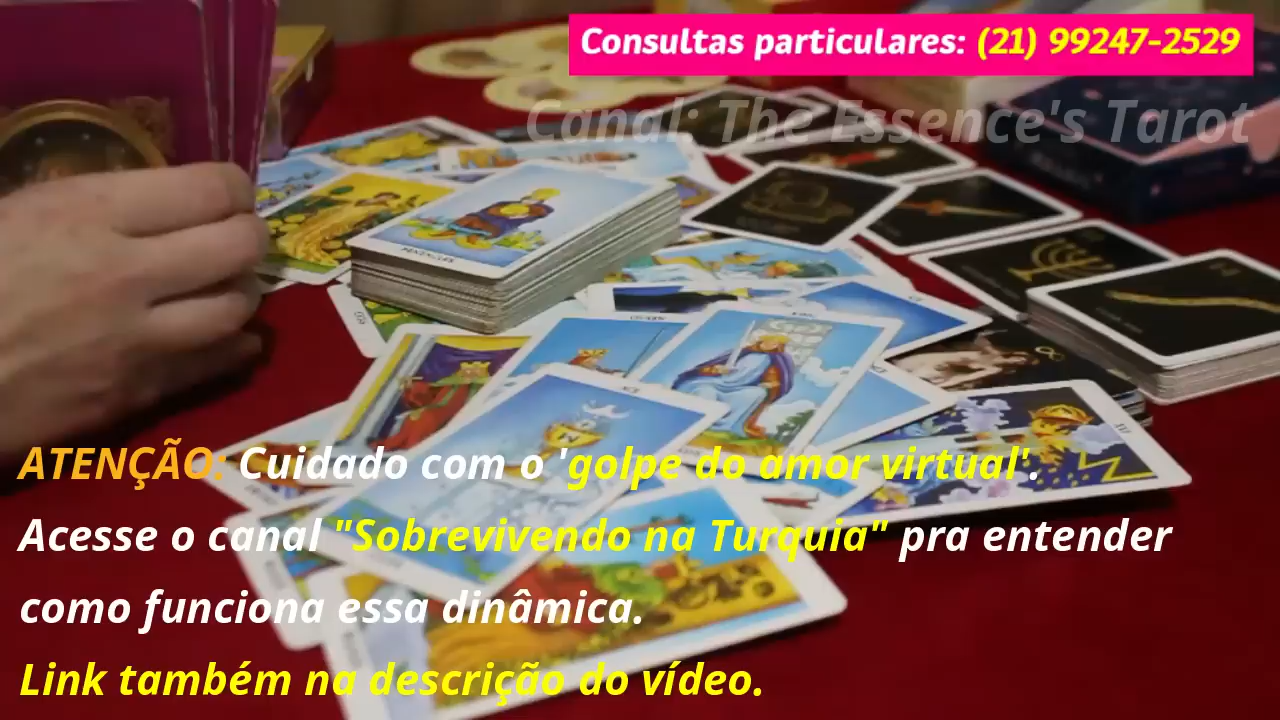 Consultas particulares: (21) 99247-2529
Canal: The Essence's Tarot
ATENÇÃO: Cuidado com o 'golpe do amor virtual'.
Acesse o canal "Sobrevivendo na Turquia" pra entender
como funciona essa dinâmica.
Link também na descrição do vídeo.